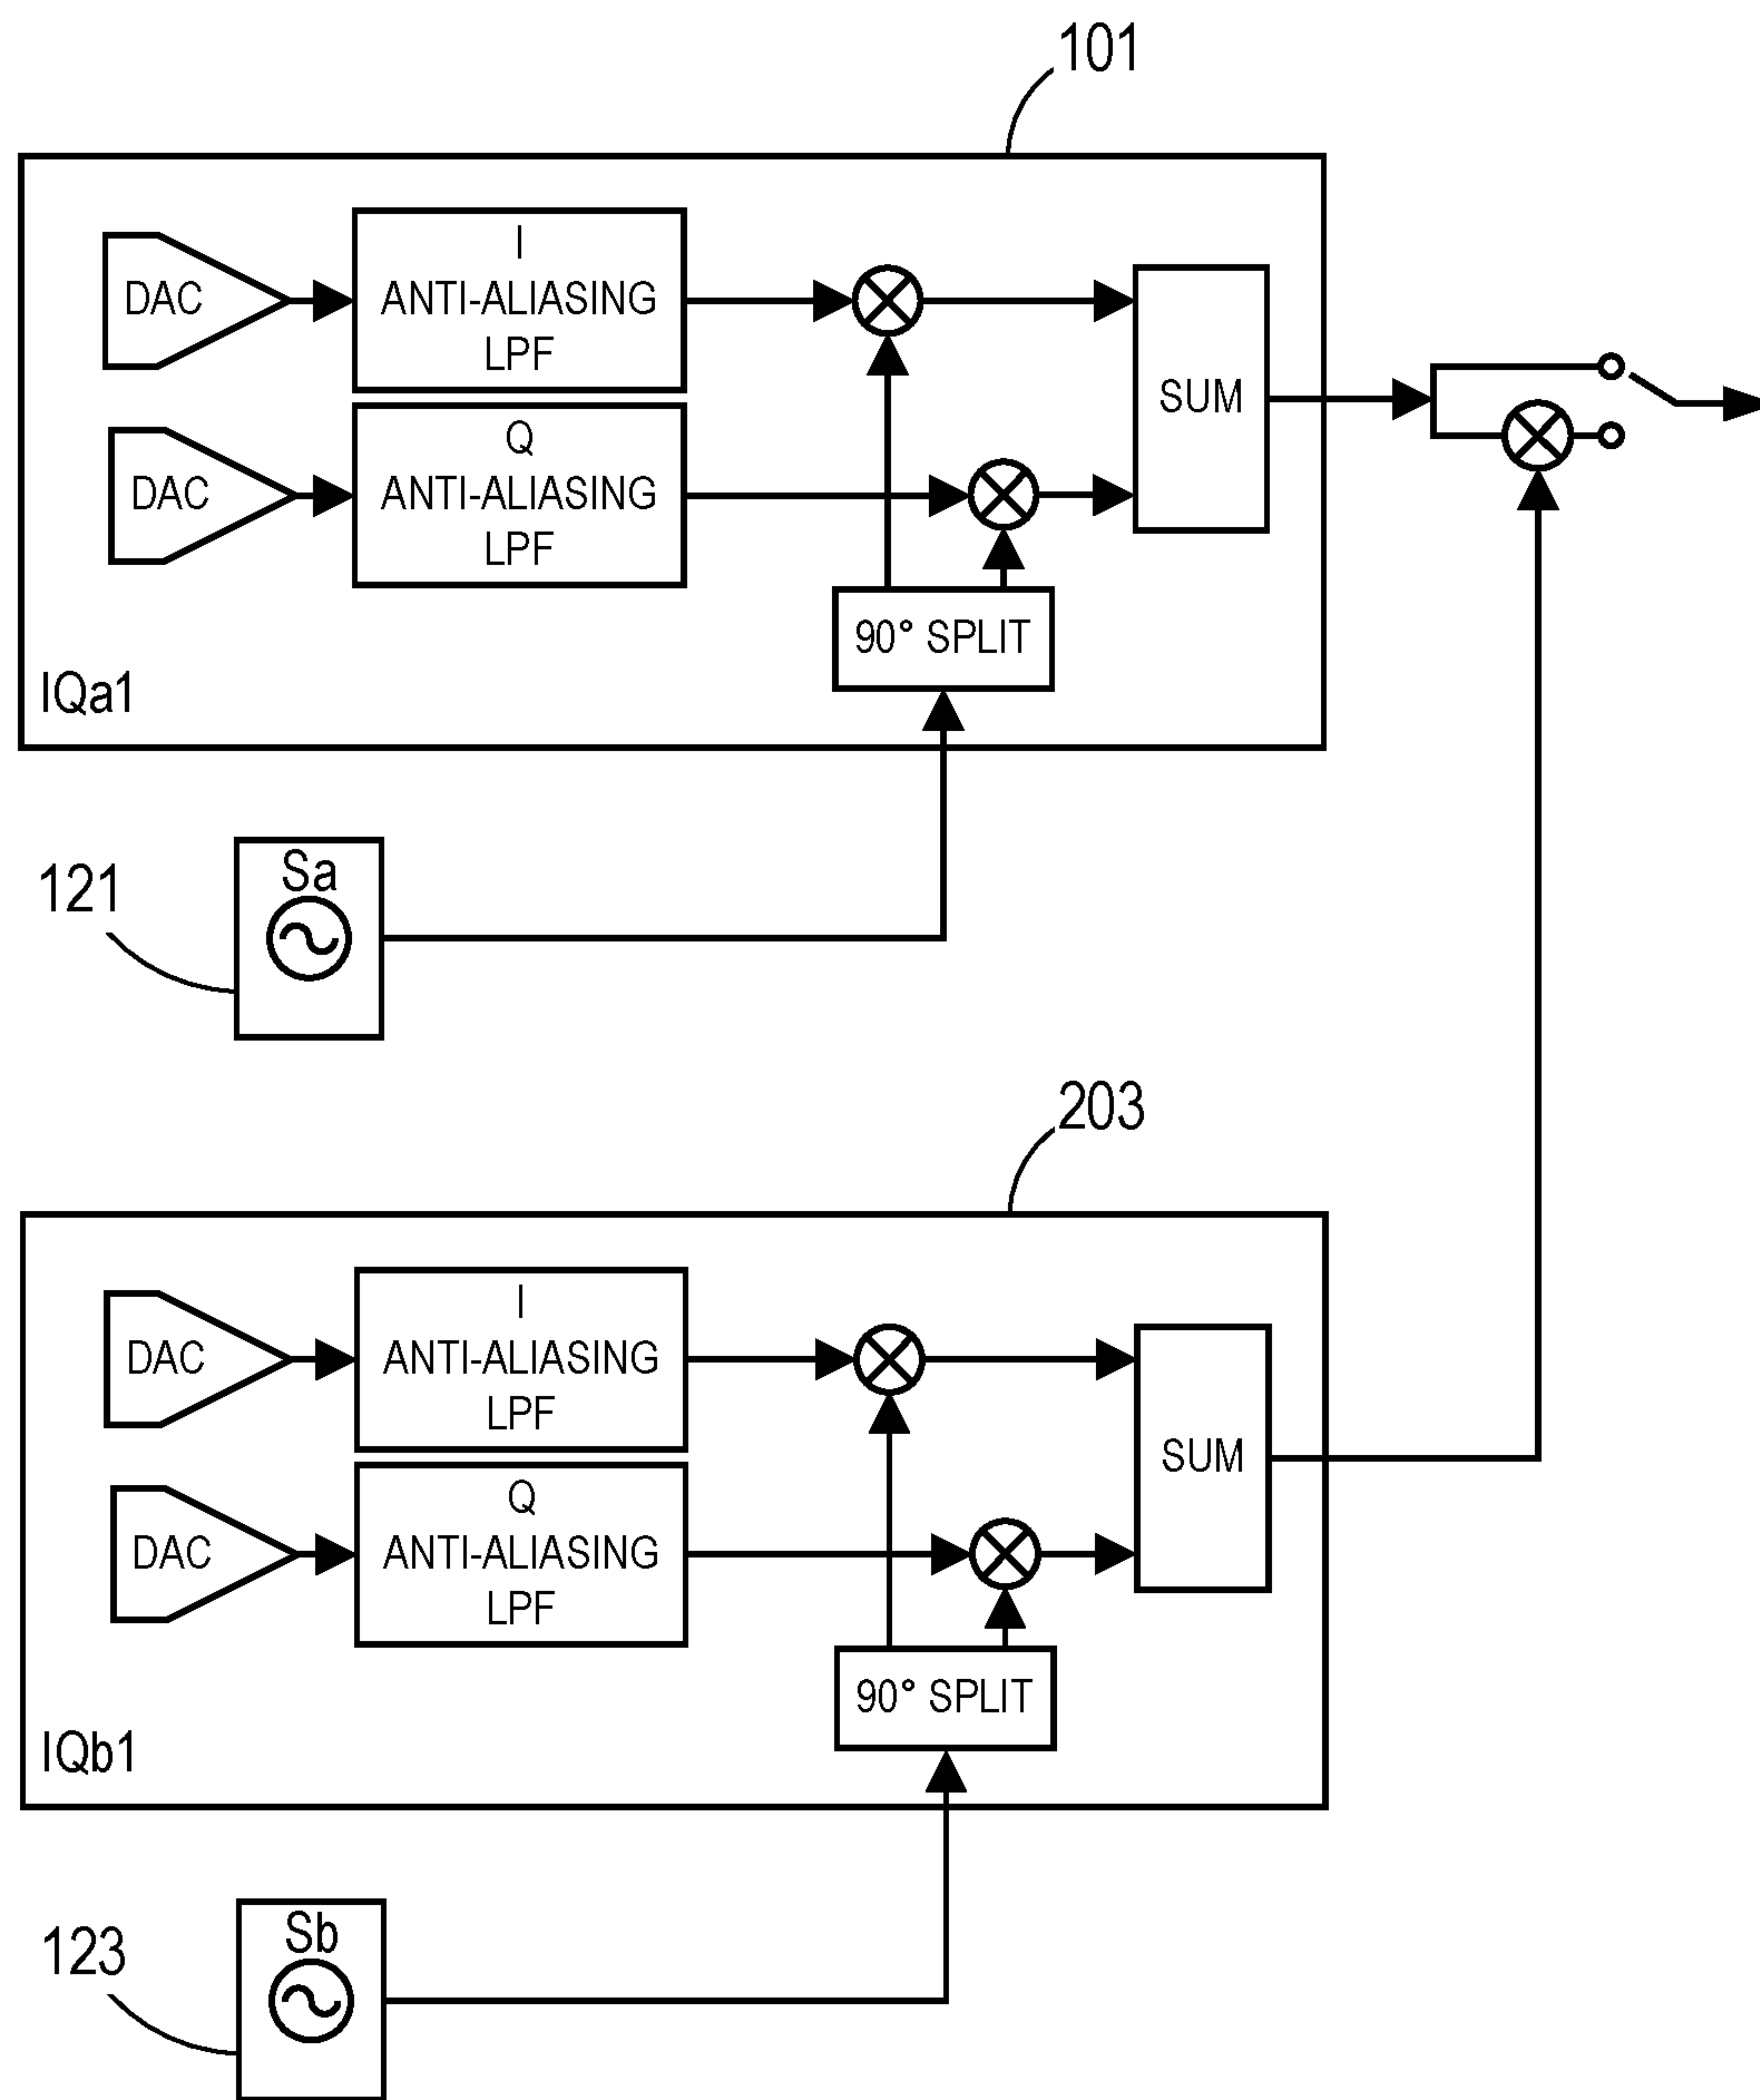 101
DAC
I
ANTI-ALIASING
LPF
SUM
DAC
Q
ANTI-ALIASING
LPF
90° SPLIT
IQa1
121
Sa
203
DAC
I
ANTI-ALIASING
LPF
SUM
DAC
Q
ANTI-ALIASING
LPF
90° SPLIT
IQb1
123
Sb